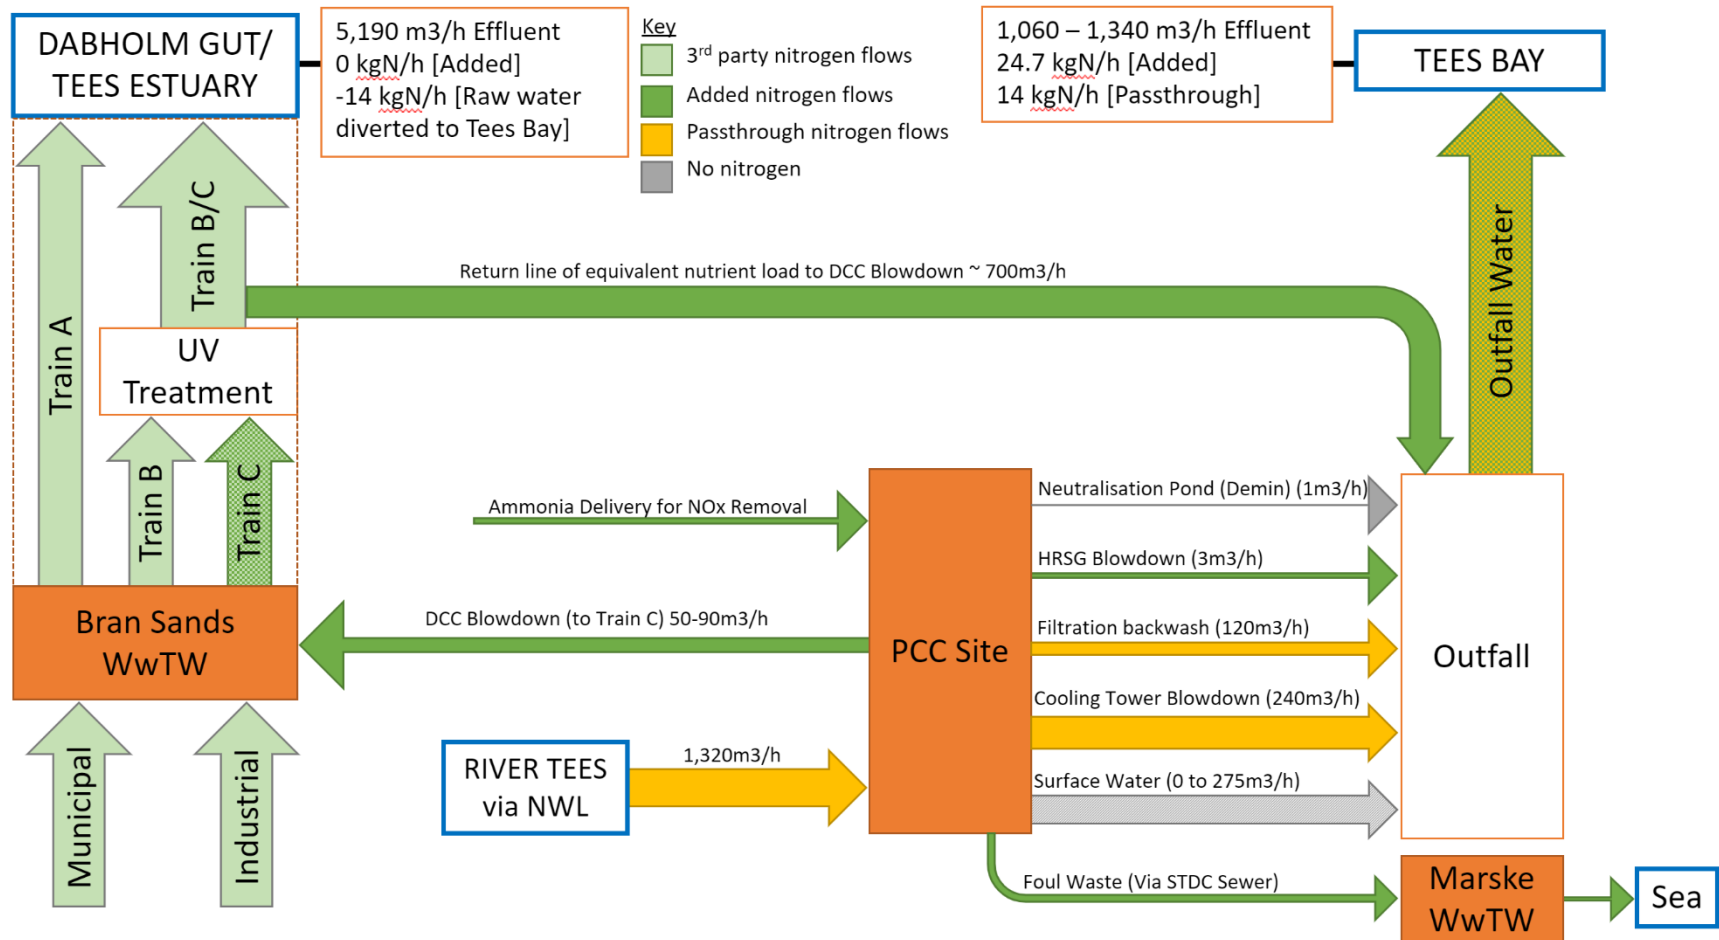 DABHOLM GUT/
TEES ESTUARY
5,190 m3/h Effluent
0 kgN/h [Added]
-14 kgN/h [Raw water
diverted to Tees Bay]
Key
3rd party nitrogen flows
Added nitrogen flows
Passthrough nitrogen flows
No nitrogen
1,060 – 1,340 m3/h Effluent
24.7 kgN/h [Added]
14 kgN/h [Passthrough]
TEES BAY
Train A
Train B/C
Return line of equivalent nutrient load to DCC Blowdown ~ 700m3/h
Outfall Water
UV
Treatment
Train B
Train C
Ammonia Delivery for NOx Removal
Neutralisation Pond (Demin) (1m3/h)
HRSG Blowdown (3m3/h)
Bran Sands
WwTW
DCC Blowdown (to Train C) 50-90m3/h
PCC Site
Filtration backwash (120m3/h)
Outfall
Cooling Tower Blowdown (240m3/h)
Municipal
Industrial
RIVER TEES
via NWL
1,320m3/h
Surface Water (0 to 275m3/h)
Foul Waste (Via STDC Sewer)
Marske
WwTW
Sea